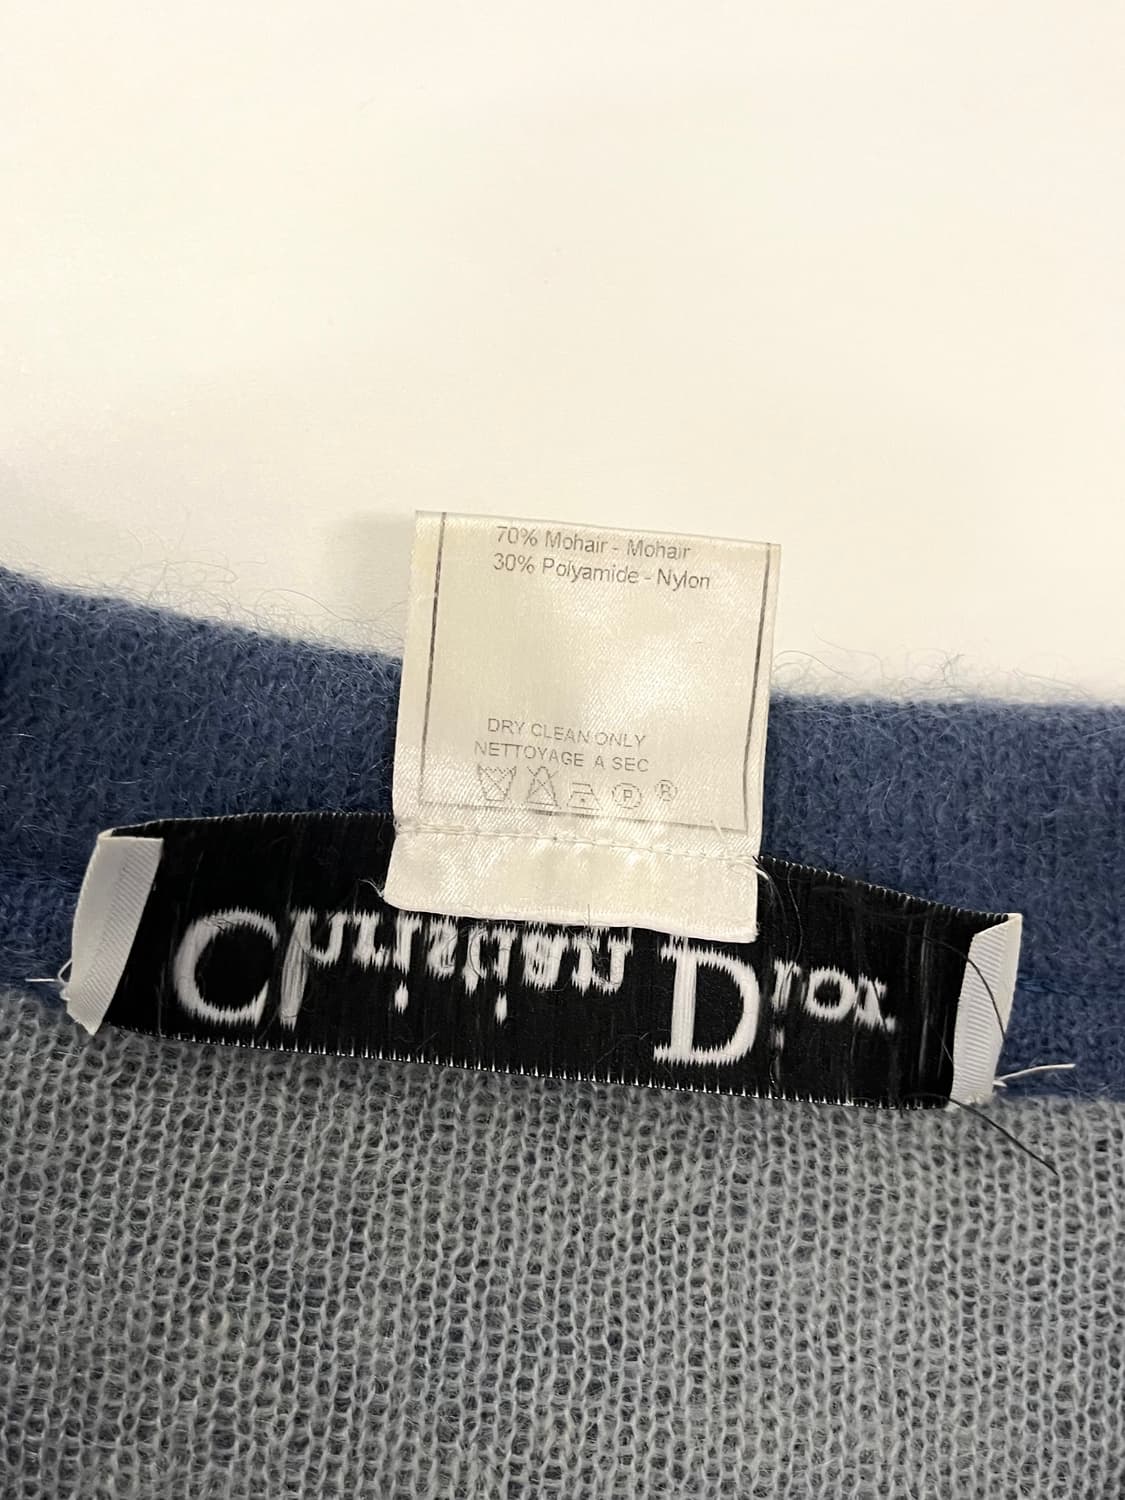 70% Mohair - Mohair
30% Polyamide - Nylon
DRY CLEAN ONLY
NETTOYAGE A SEC
P ®
Christian Dior